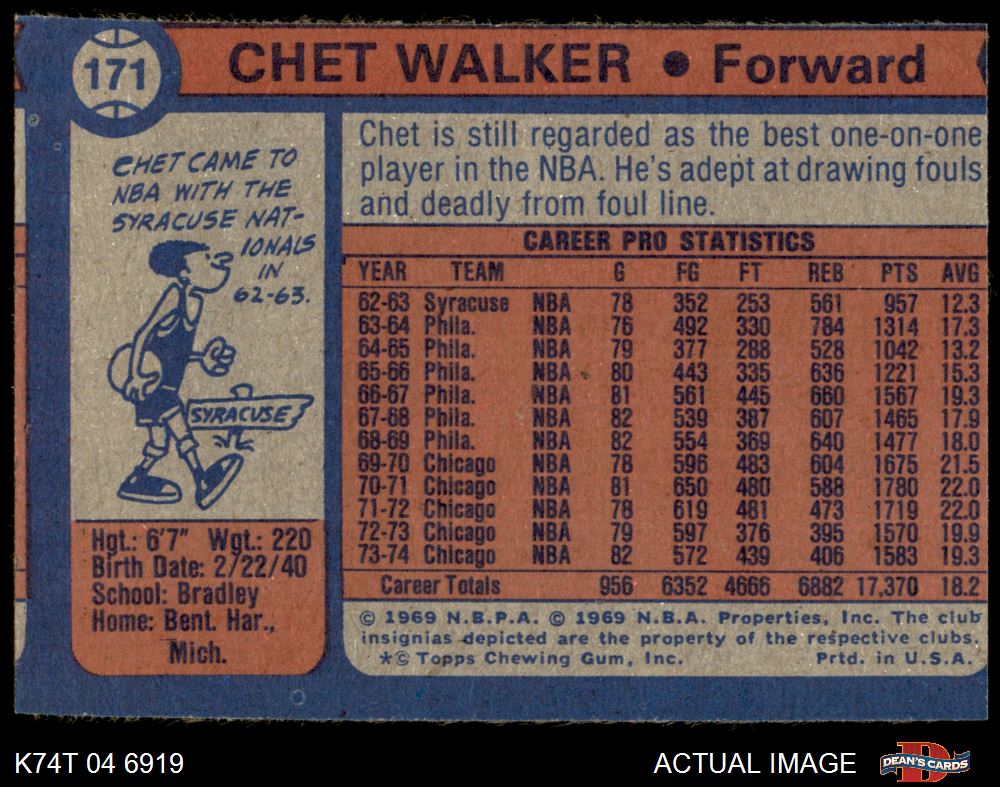 171
CHET WALKER • Forward
CHET CAME TO
NBA WITH THE
SYRACUSE NAT-
IONALS
IN
62-63.
SYRACUSE
Hgt.: 6'7" Wgt.: 220
Birth Date: 2/22/40
School: Bradley
Home: Bent. Har.,
Mich.
Chet is still regarded as the best one-on-one
player in the NBA. He's adept at drawing fouls
and deadly from foul line.
CAREER PRO STATISTICS
YEAR TEAM G FG FT REB PTS AVG
62-63 Syracuse NBA 78 352 253 561 957 12.3
63-64 Phila. NBA 76 492 330 784 1314 17.3
64-65 Phila. NBA 79 377 288 528 1042 13.2
65-66 Phila. NBA 80 443 335 636 1221 15.3
66-67 Phila. NBA 81 561 445 660 1567 19.3
67-68 Phila. NBA 82 539 387 607 1465 17.9
68-69 Phila. NBA 82 554 369 640 1477 18.0
69-70 Chicago NBA 78 596 483 604 1675 21.5
70-71 Chicago NBA 81 650 480 588 1780 22.0
71-72 Chicago NBA 78 619 481 473 1719 22.0
72-73 Chicago NBA 79 597 376 395 1570 19.9
73-74 Chicago NBA 82 572 439 406 1583 19.3
Career Totals 956 6352 4666 6882 17,370 18.2
© 1969 N.B.P.A. © 1969 N.B.A. Properties, Inc. The club
insignias depicted are the property of the respective clubs.
*© Topps Chewing Gum, Inc. Prtd. in U.S.A.
K74T 04 6919
ACTUAL IMAGE
DEAN'S CARDS